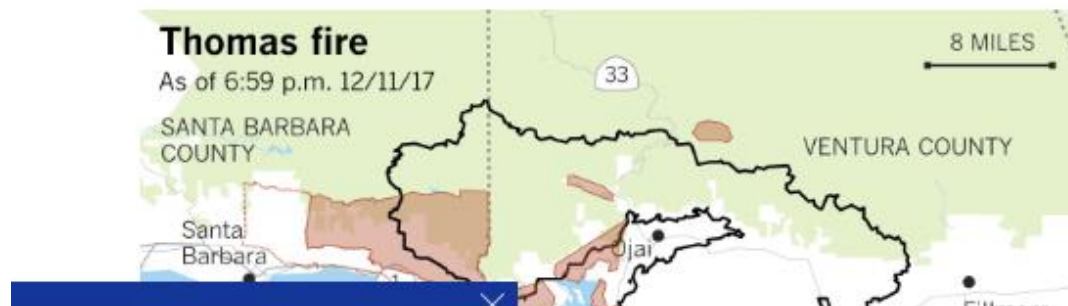 Thomas fire
As of 6:59 p.m. 12/11/17
8 MILES
33
SANTA BARBARA
COUNTY
VENTURA COUNTY
Santa
Barbara
Ojai